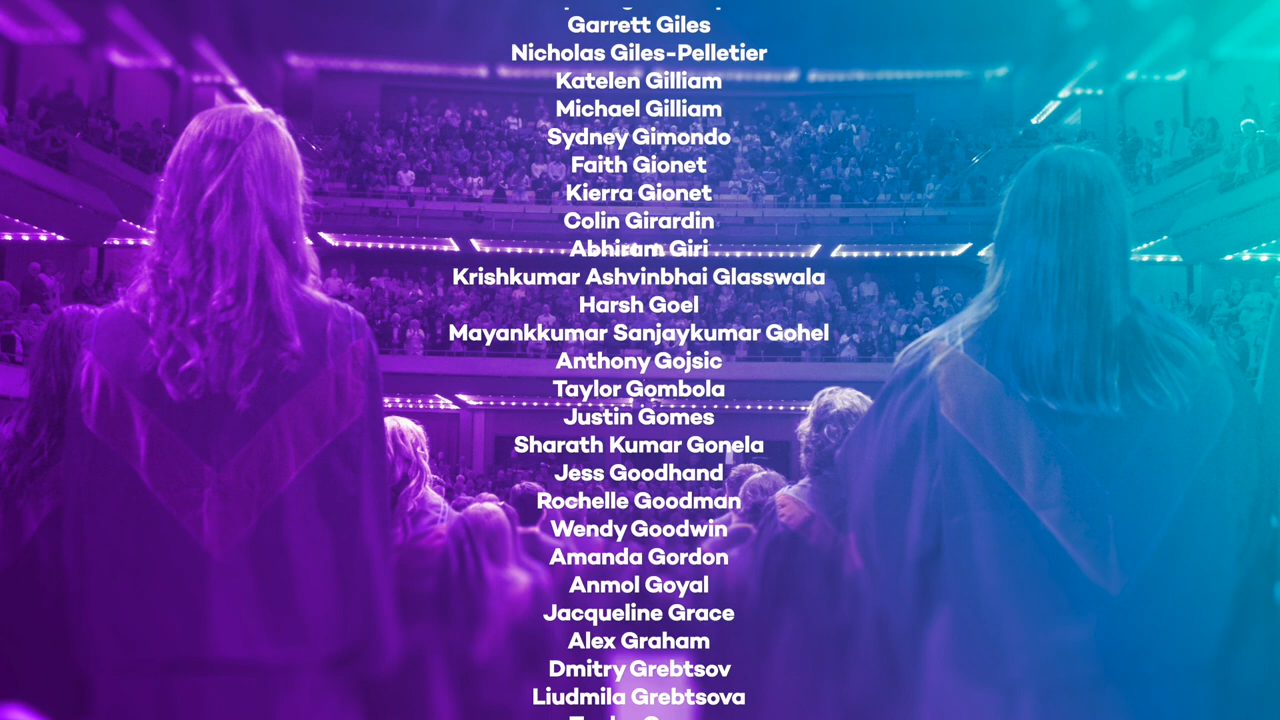 Garrett Giles
Nicholas Giles-Pelletier
Katelen Gilliam
Michael Gilliam
Sydney Gimondo
Faith Gionet
Kierra Gionet
Colin Girardin
Abhiram Giri
Krishkumar Ashvinbhai Glasswala
Harsh Goel
Mayankkumar Sanjaykumar Gohel
Anthony Gojsic
Taylor Gombola
Justin Gomes
Sharath Kumar Gonela
Jess Goodhand
Rochelle Goodman
Wendy Goodwin
Amanda Gordon
Anmol Goyal
Jacqueline Grace
Alex Graham
Dmitry Grebtsov
Liudmila Grebtsova